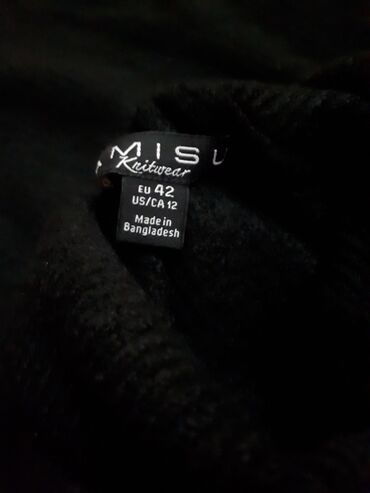 MISU
Knitwear
EU 42
US/CA 12
Made in
Bangladesh